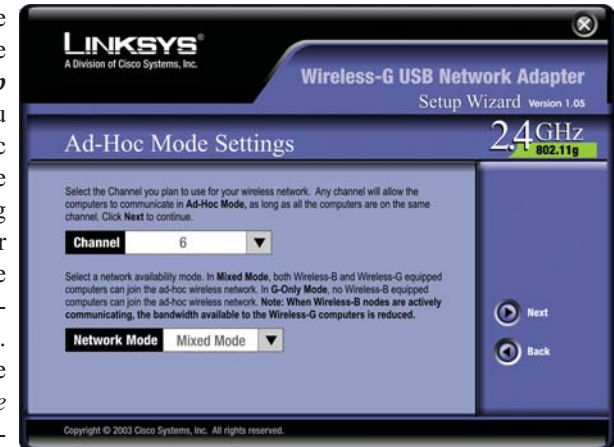 e
e
p
u
c
e
g
r
e
-
.
e
e
-
LINKSYS®
A Division of Cisco Systems, Inc.
Wireless-G USB Network Adapter
Setup Wizard Version 1.05
Ad-Hoc Mode Settings
2.4GHz
802.11g
Select the Channel you plan to use for your wireless network. Any channel will allow the
computers to communicate in Ad-Hoc Mode, as long as all the computers are on the same
channel. Click Next to continue.
Channel 6
Select a network availability mode. In Mixed Mode, both Wireless-B and Wireless-G equipped
computers can join the ad-hoc wireless network. In G-Only Mode, no Wireless-B equipped
computers can join the ad-hoc wireless network. Note: When Wireless-B nodes are actively
communicating, the bandwidth available to the Wireless-G computers is reduced.
Network Mode Mixed Mode
Next
Back
Copyright © 2003 Cisco Systems, Inc. All rights reserved.